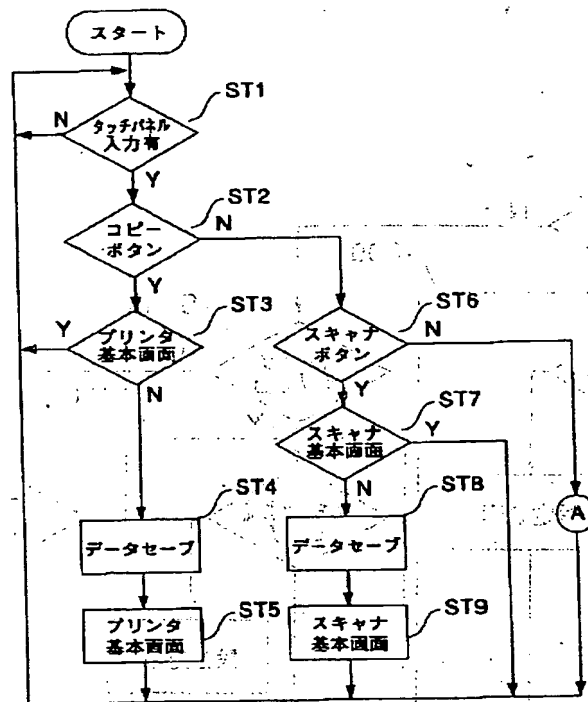 スタート
ST1
タッチパネル
入力有
N
Y
ST2
コピー
ボタン
N
Y
ST3
プリンタ
基本画面
Y
N
ST6
スキャナ
ボタン
N
Y
ST7
スキャナ
基本画面
Y
N
ST4
データセーブ
ST8
データセーブ
A
ST5
プリンタ
基本画面
ST9
スキャナ
基本画面